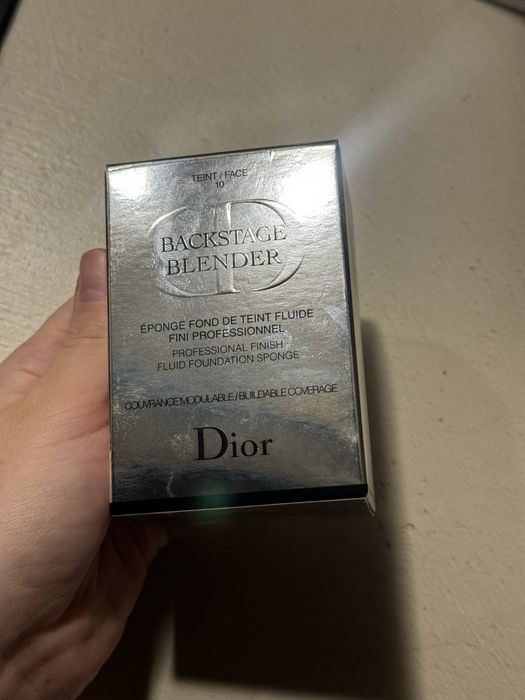 TEINT / FACE
10
BACKSTAGE
BLENDER
ÉPONGE FOND DE TEINT FLUIDE
FINI PROFESSIONNEL
PROFESSIONAL FINISH
FLUID FOUNDATION SPONGE
COUVRANCE MODULABLE / BUILDABLE COVERAGE
Dior